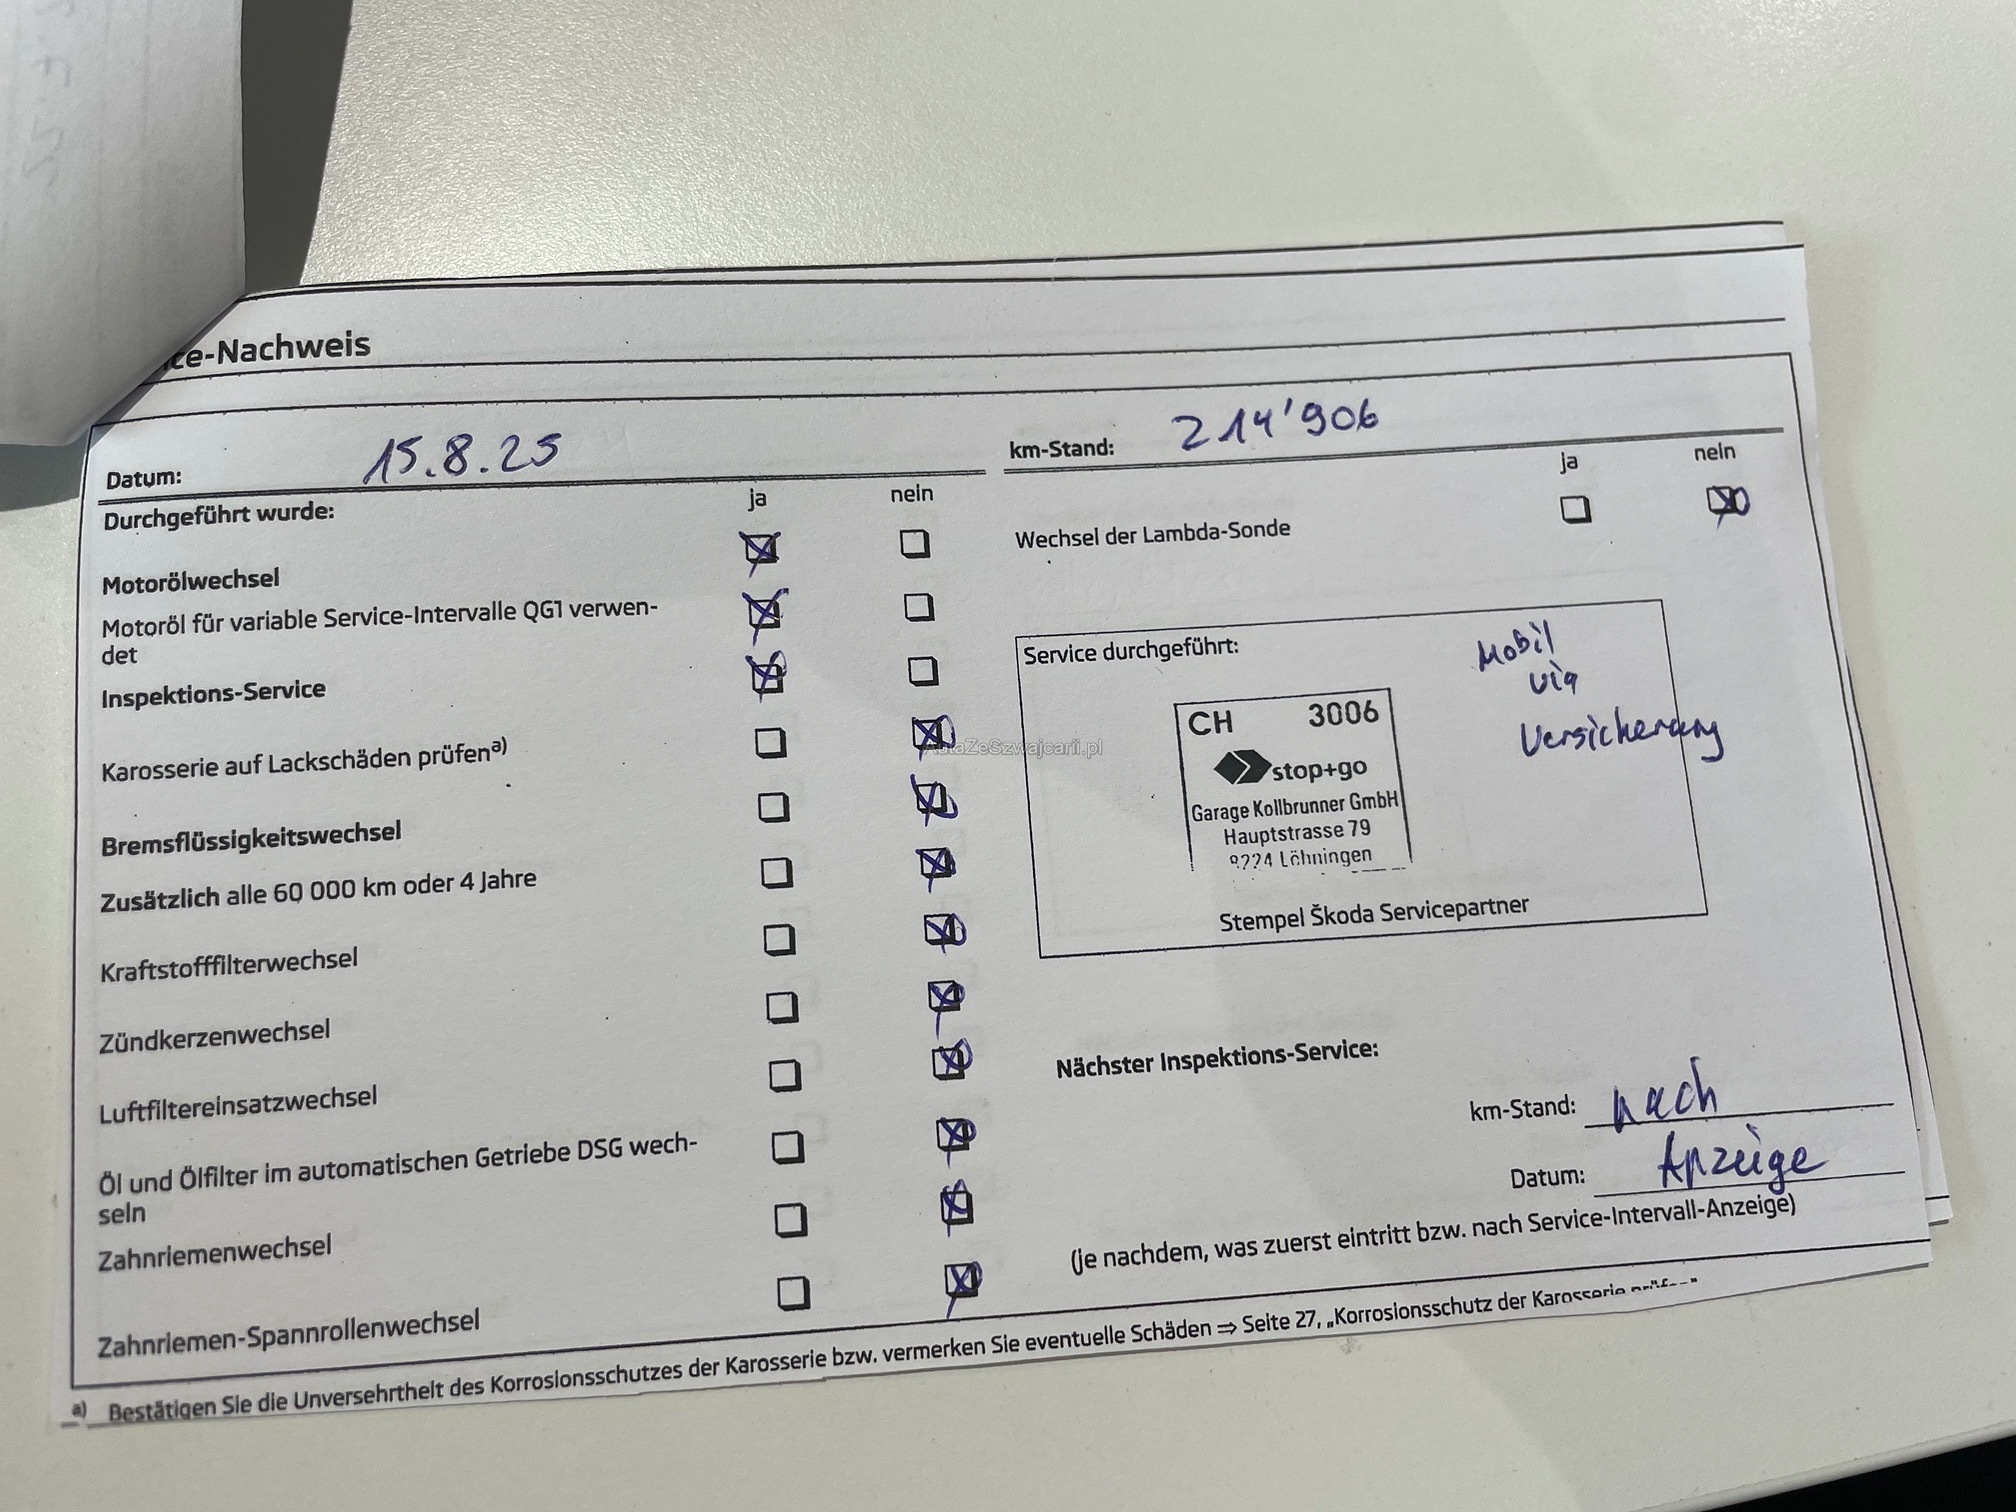 ce-Nachweis
Datum: 15.8.25
km-Stand: 214'906
Durchgeführt wurde: ja nein
Motorölwechsel
Motoröl für variable Service-Intervalle QG1 verwen-
det
Inspektions-Service
Karosserie auf Lackschäden prüfen a)
Bremsflüssigkeitswechsel
Zusätzlich alle 60 000 km oder 4 Jahre
Kraftstofffilterwechsel
Zündkerzenwechsel
Luftfiltereinsatzwechsel
Öl und Ölfilter im automatischen Getriebe DSG wech-
seln
Zahnriemenwechsel
Zahnriemen-Spannrollenwechsel
ja nein
Wechsel der Lambda-Sonde
Service durchgeführt:
Mobil
via
Versicherung
CH 3006
stop+go
Garage Kollbrunner GmbH
Hauptstrasse 79
8224 Löhningen
Stempel Škoda Servicepartner
AutaZeSzwajcarii.pl
Nächster Inspektions-Service:
km-Stand: nach
Datum: Anzeige
(je nachdem, was zuerst eintritt bzw. nach Service-Intervall-Anzeige)
a) Bestätigen Sie die Unversehrtheit des Korrosionsschutzes der Karosserie bzw. vermerken Sie eventuelle Schäden ⇒ Seite 27, „Korrosionsschutz der Karosserie